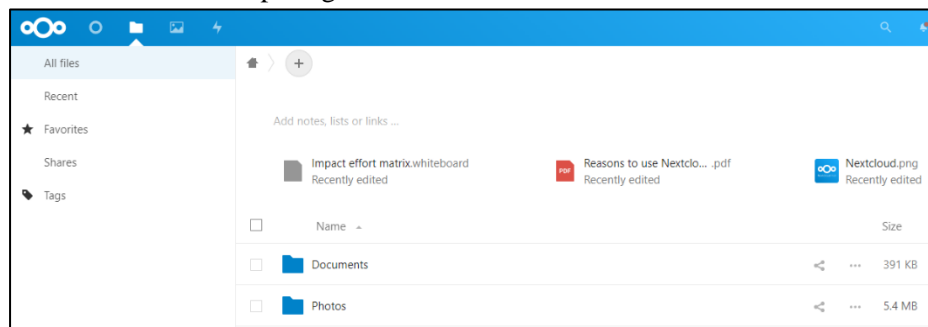 All files
Recent
Favorites
Shares
Tags
Add notes, lists or links ...
Impact effort matrix.whiteboard
Recently edited
PDF
Reasons to use Nextclo... .pdf
Recently edited
Nextcloud.png
Recently edited
Name
Size
Documents
391 KB
Photos
5.4 MB